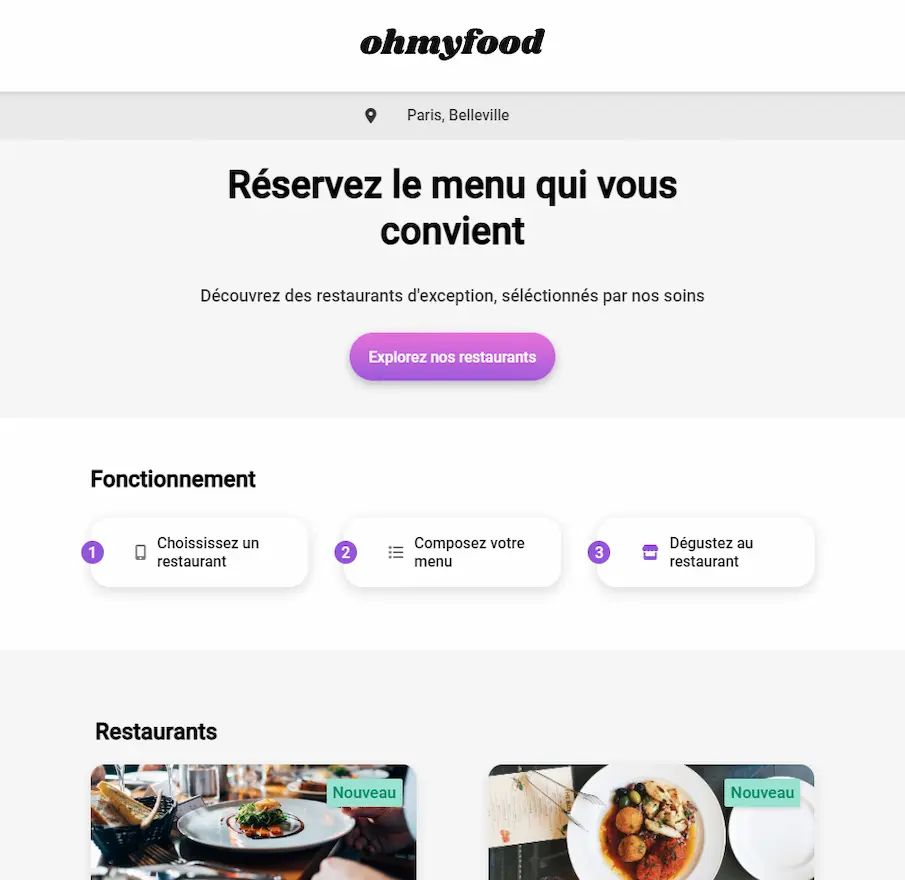 ohmyfood
Paris, Belleville
Réservez le menu qui vous
convient
Découvrez des restaurants d'exception, séléctionnés par nos soins
Explorez nos restaurants
Fonctionnement
1
Choississez un
restaurant
2
Composez votre
menu
3
Dégustez au
restaurant
Restaurants
Nouveau
Nouveau